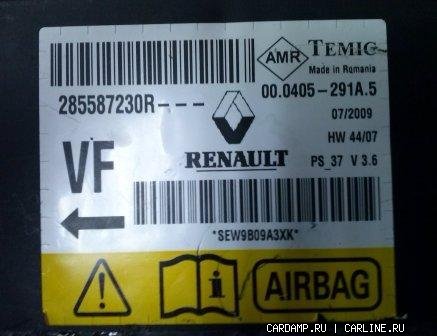 AMR TEMIC
Made in Romania
285587230R---
00.0405-291A.5
07/2009
HW 44/07
VF
RENAULT
PS_37 V 3.6
*SEW9B09A3XK*
i
AIRBAG
CARDAMP.RU | CARLINE.RU